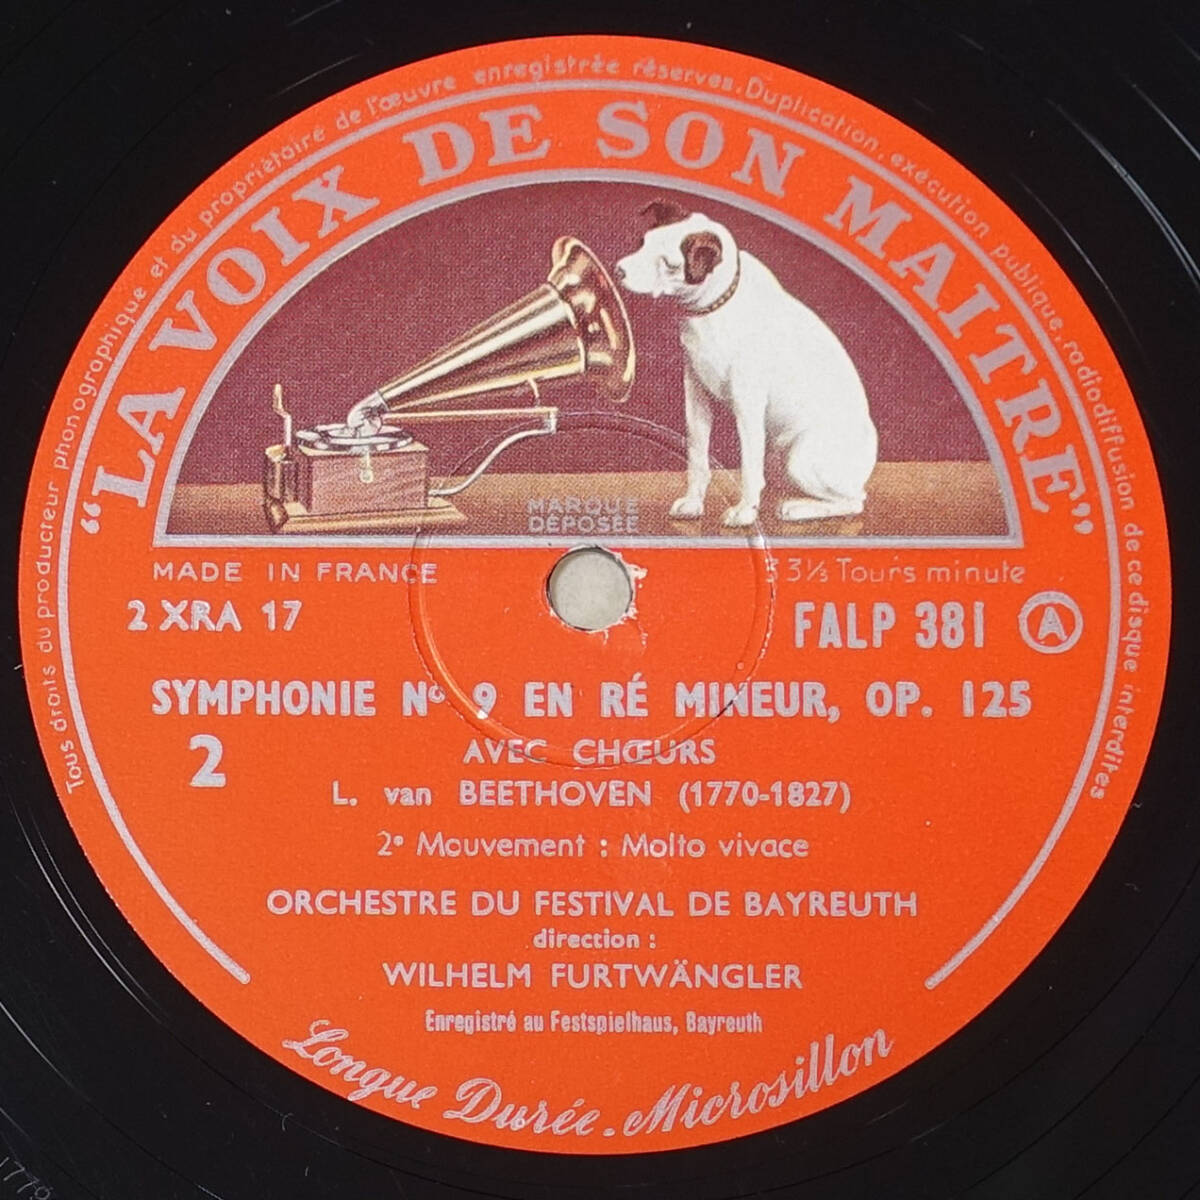 Tous droits du producteur phonographique et du propriétaire de l'œuvre enregistrée réservés. Duplication, exécution publique, radiodiffusion de ce disque interdites
"LA VOIX DE SON MAITRE"
MARQUE
DÉPOSÉE
MADE IN FRANCE
33⅓ Tours minute
2 XRA 17
FALP 381 Ⓐ
SYMPHONIE Nº 9 EN RÉ MINEUR, OP. 125
2
AVEC CHŒURS
L. van BEETHOVEN (1770-1827)
2ᵉ Mouvement : Molto vivace
ORCHESTRE DU FESTIVAL DE BAYREUTH
direction :
WILHELM FURTWÄNGLER
Enregistré au Festspielhaus, Bayreuth
Longue Durée. Microsillon